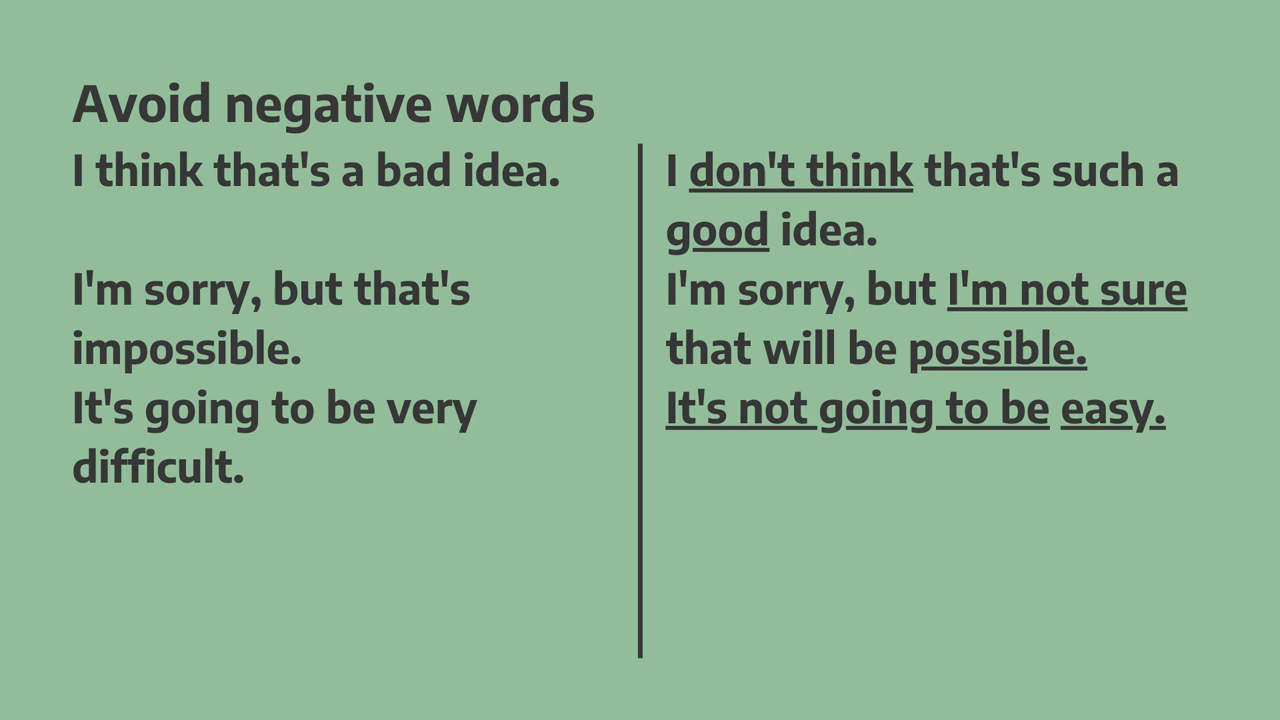 Avoid negative words
I think that's a bad idea.
I'm sorry, but that's
impossible.
It's going to be very
difficult.
I don't think that's such a
good idea.
I'm sorry, but I'm not sure
that will be possible.
It's not going to be easy.